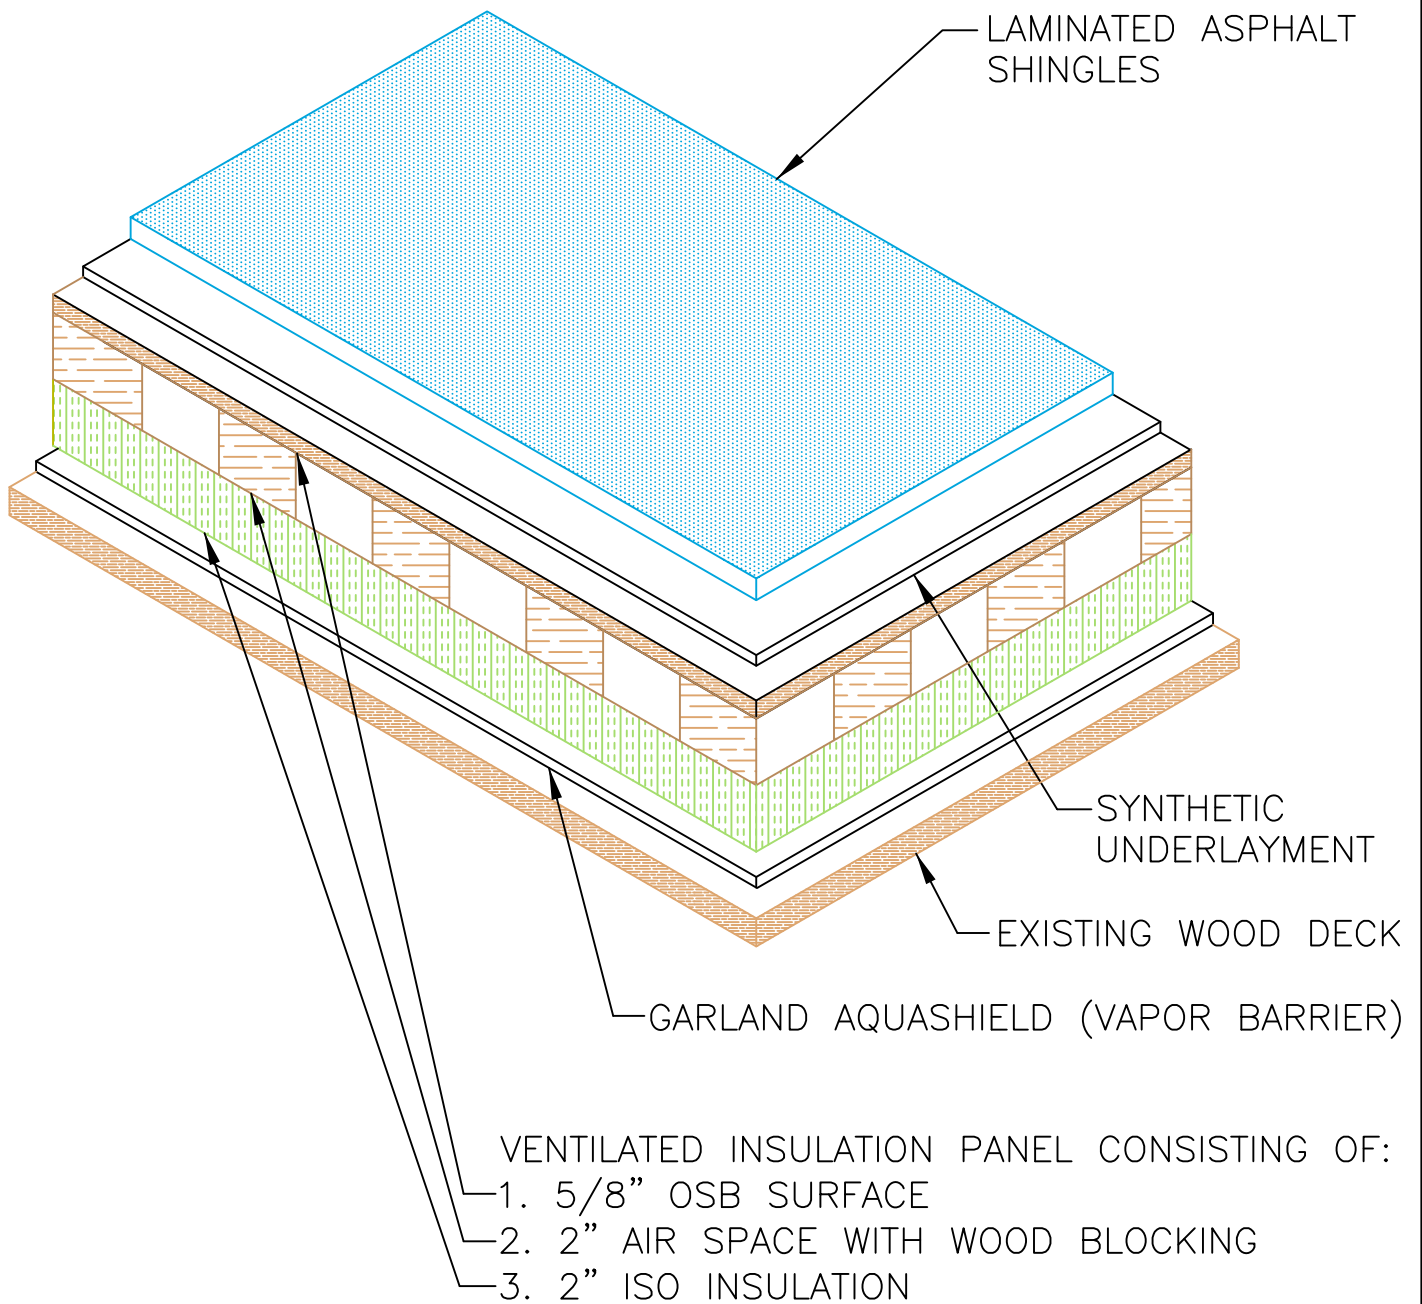 LAMINATED ASPHALT
SHINGLES
SYNTHETIC
UNDERLAYMENT
EXISTING WOOD DECK
GARLAND AQUASHIELD (VAPOR BARRIER)
VENTILATED INSULATION PANEL CONSISTING OF:
1. 5/8” OSB SURFACE
2. 2” AIR SPACE WITH WOOD BLOCKING
3. 2” ISO INSULATION